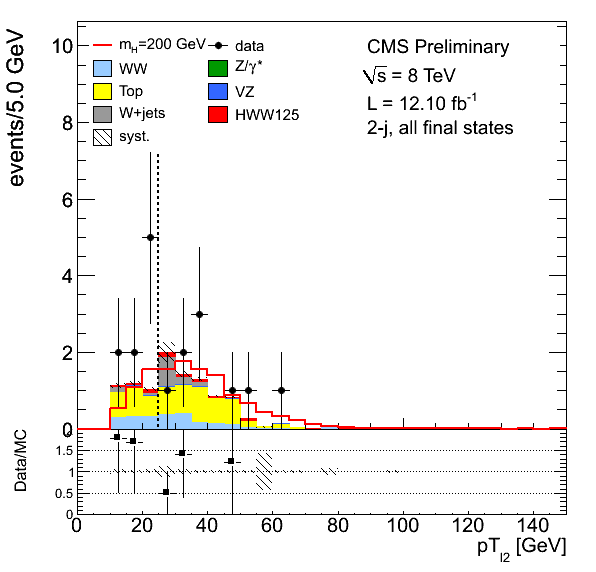 events/5.0 GeV
10
8
6
4
2
0
m_H=200 GeV
data
WW
Z/γ*
Top
VZ
W+jets
HWW125
syst.
CMS Preliminary
√s = 8 TeV
L = 12.10 fb⁻¹
2-j, all final states
Data/MC
1.5
1
0.5
0
0 20 40 60 80 100 120 140
pT_l2 [GeV]